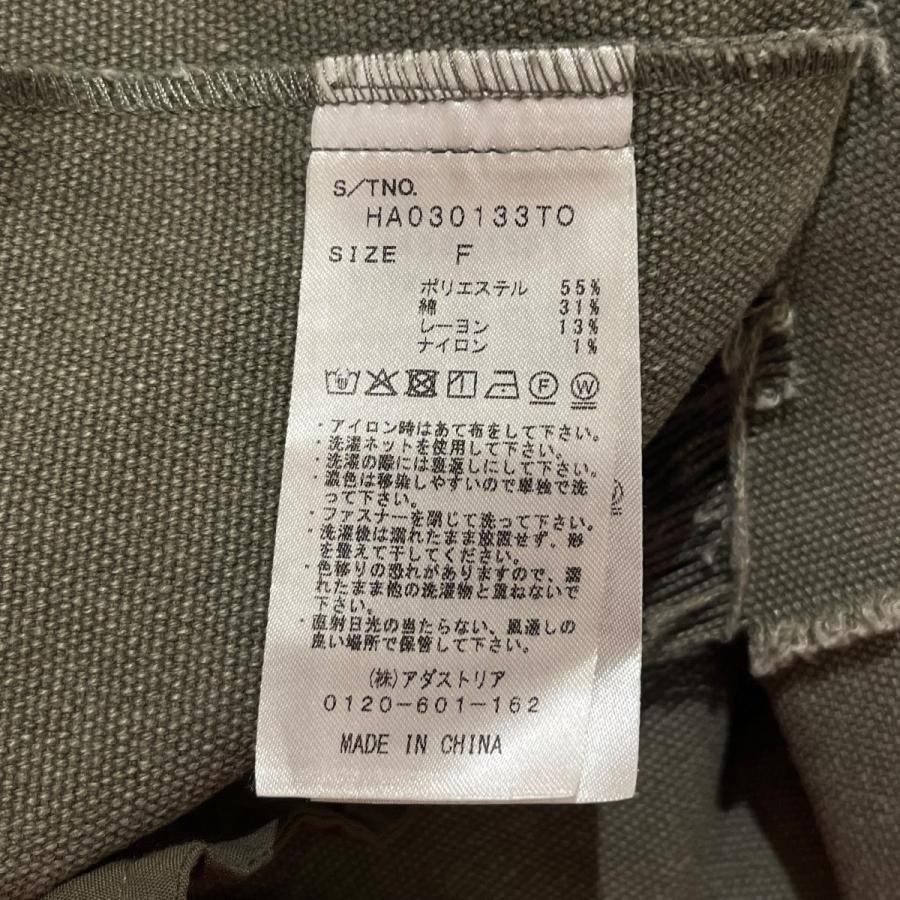 S/TNO.
HA030133TO
SIZE F
ポリエステル 55%
綿 31%
レーヨン 13%
ナイロン 1%
F W
・アイロン時はあて布をして下さい。
・洗濯ネットを使用して下さい。
・洗濯の際には裏返しにして下さい。
・濃色は移染しやすいので単独で洗
って下さい。
・ファスナーを閉じて洗って下さい。
・洗濯後は濡れたまま放置せず、形
を整えて干してください。
・色移りの恐れがありますので、濡
れたまま他の洗濯物と重ねないで
下さい。
・直射日光の当たらない、風通しの
良い場所で保管して下さい。
(株)アダストリア
0120-601-162
MADE IN CHINA